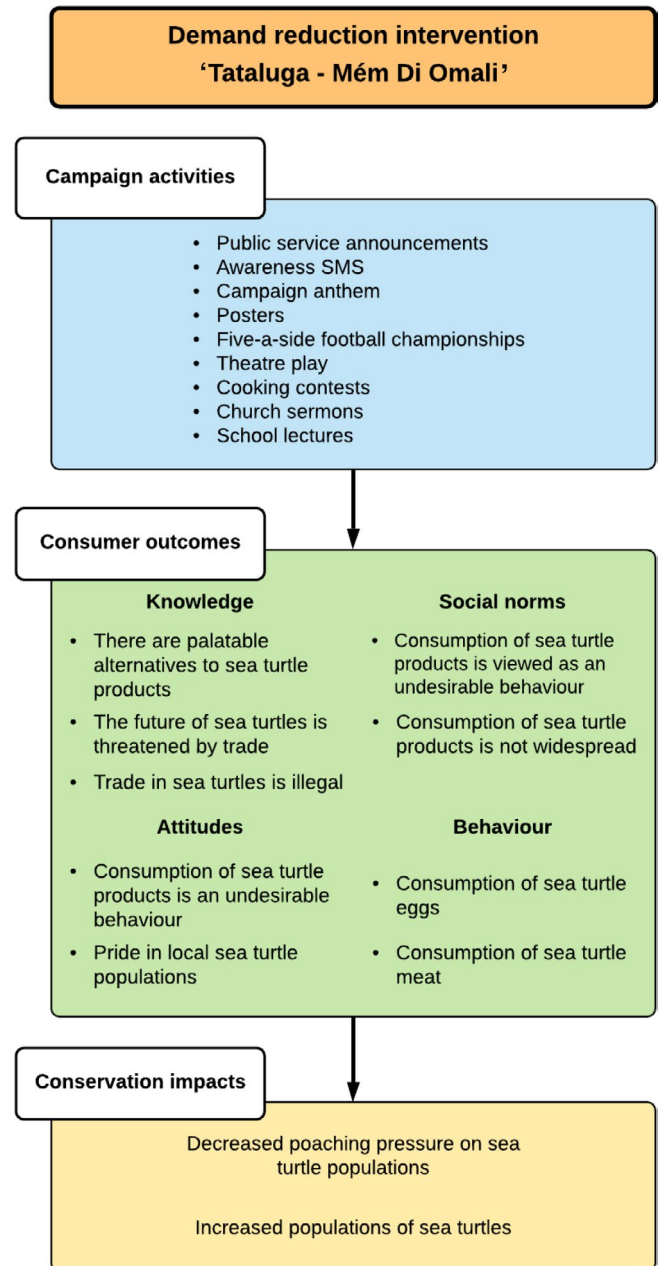 Demand reduction intervention
‘Tataluga - Mém Di Omali’
Campaign activities
• Public service announcements
• Awareness SMS
• Campaign anthem
• Posters
• Five-a-side football championships
• Theatre play
• Cooking contests
• Church sermons
• School lectures
Consumer outcomes
Knowledge
• There are palatable
alternatives to sea turtle
products
• The future of sea turtles is
threatened by trade
• Trade in sea turtles is illegal
Social norms
• Consumption of sea turtle
products is viewed as an
undesirable behaviour
• Consumption of sea turtle
products is not widespread
Attitudes
• Consumption of sea turtle
products is an undesirable
behaviour
• Pride in local sea turtle
populations
Behaviour
• Consumption of sea turtle
eggs
• Consumption of sea turtle
meat
Conservation impacts
Decreased poaching pressure on sea
turtle populations
Increased populations of sea turtles